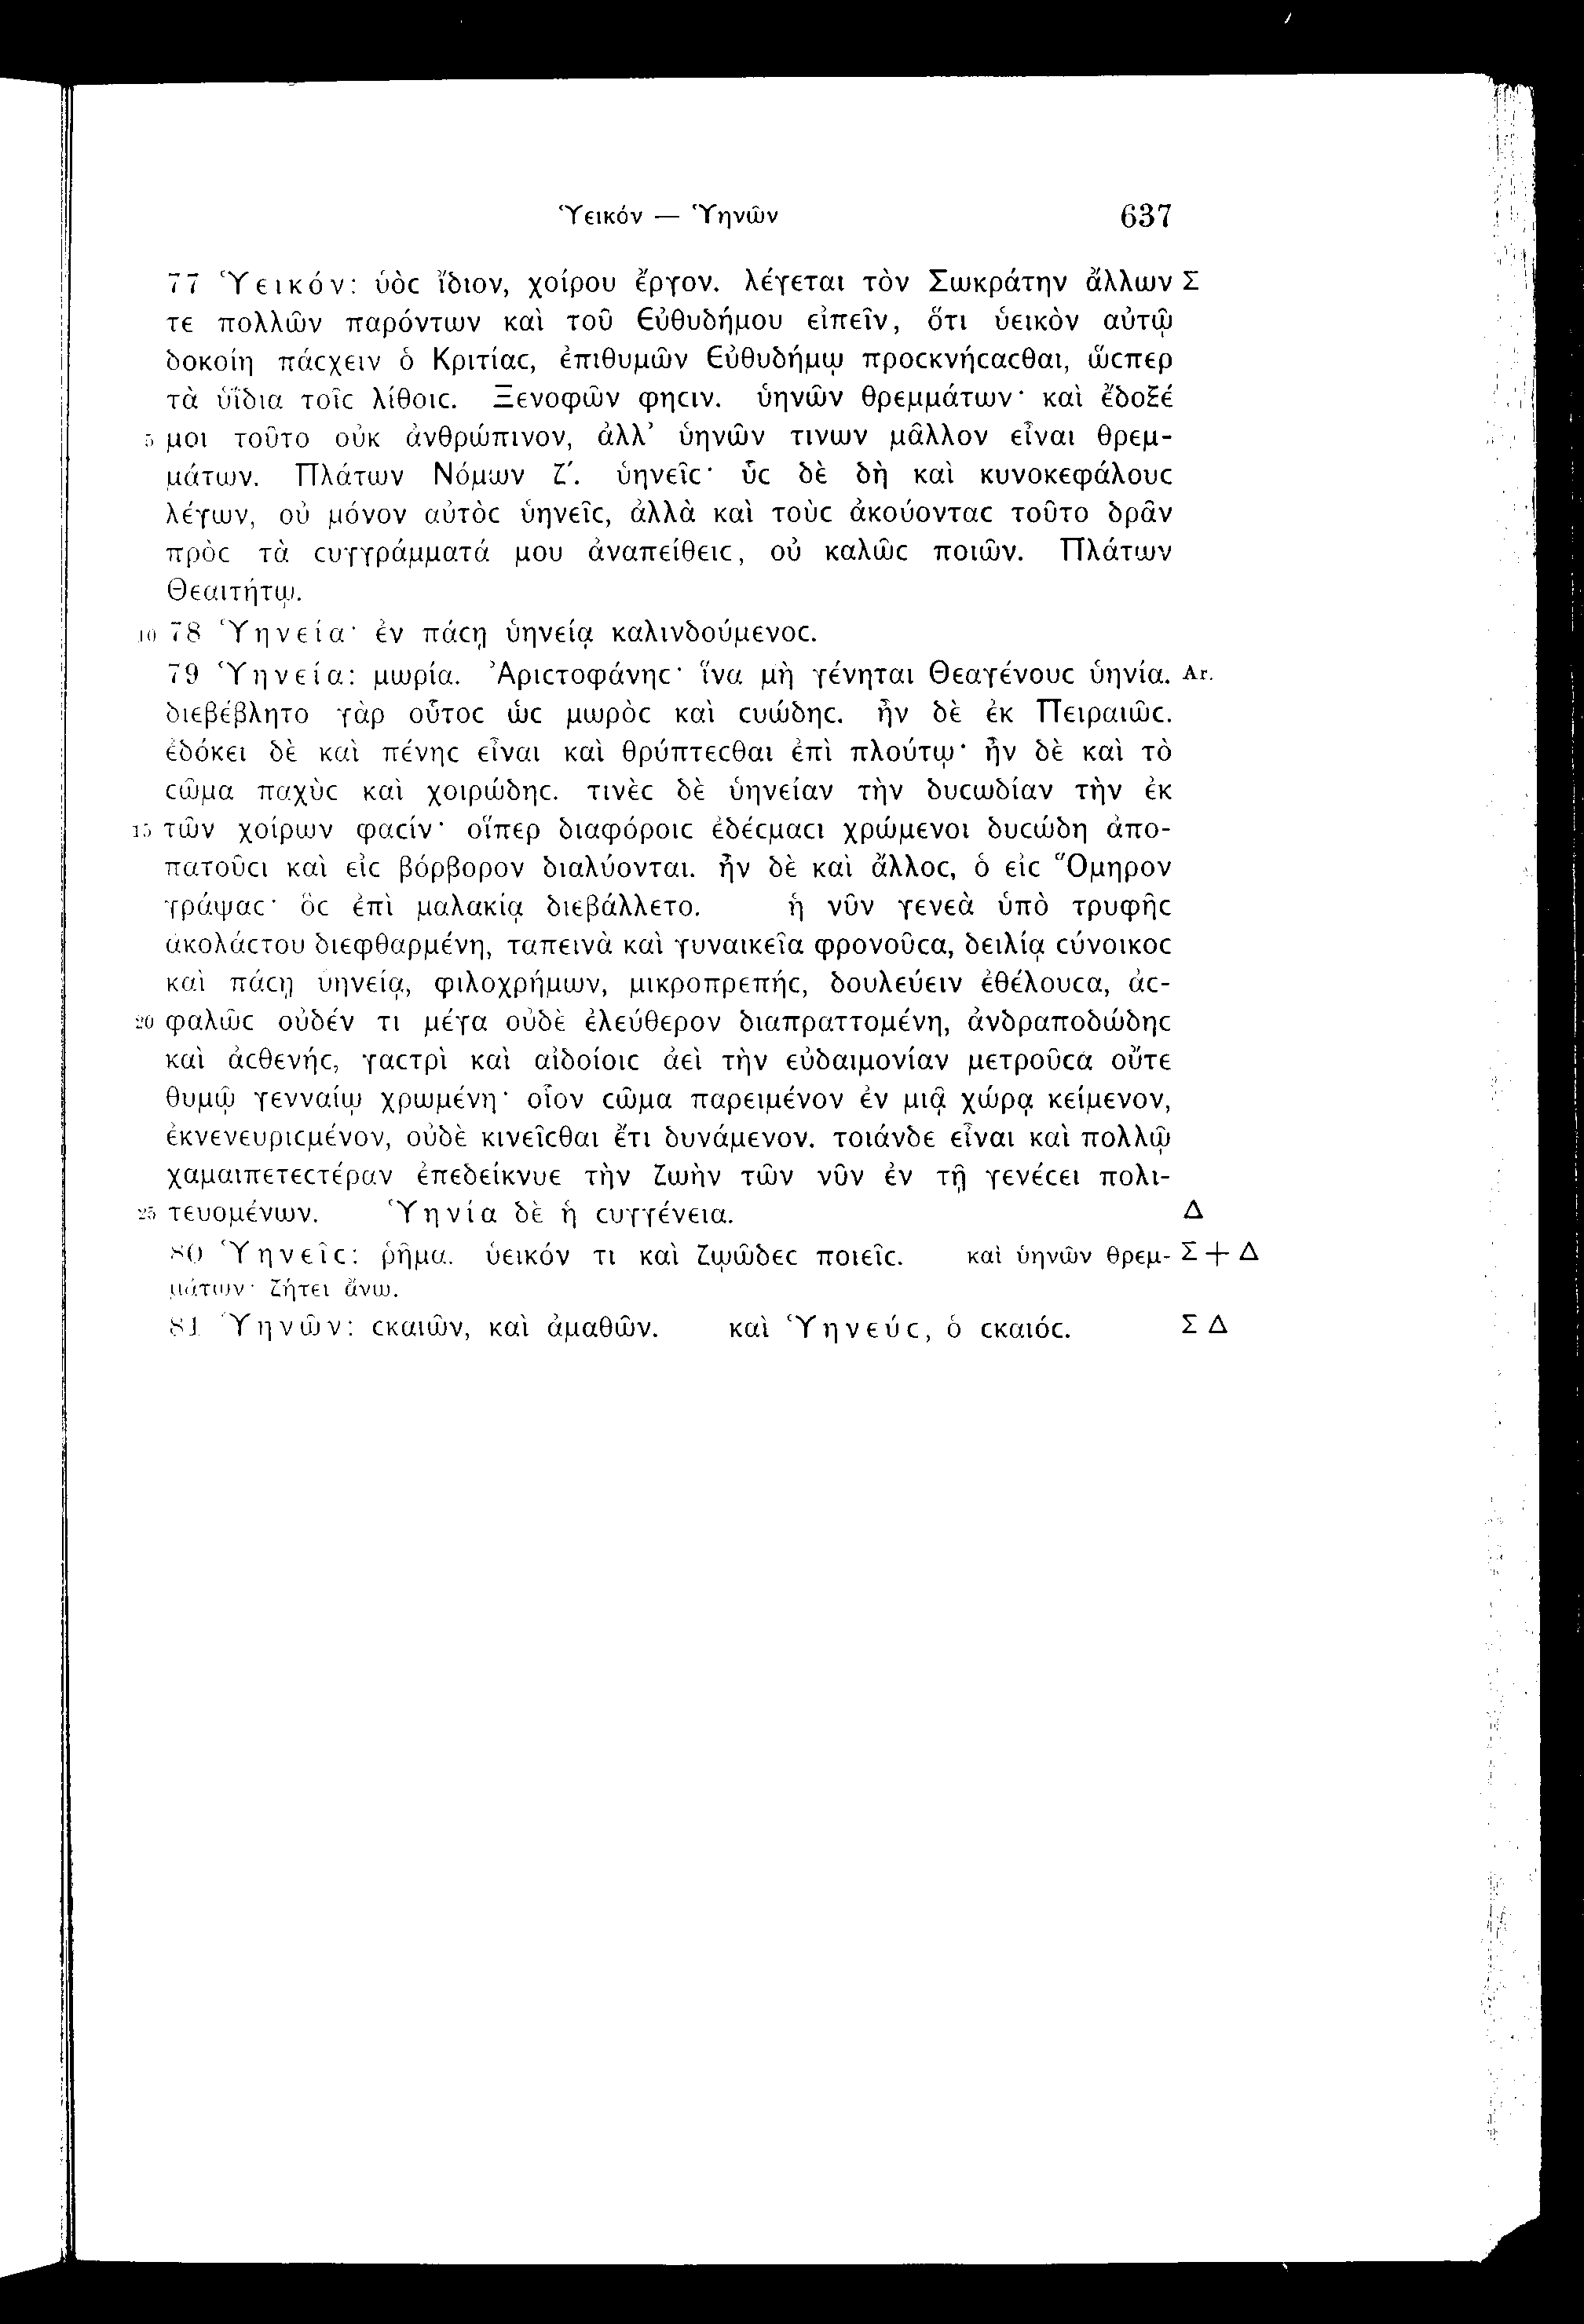 Ὑεικόν — Ὑηνῶν 637
77 Ὑεικόν: ὑὸϲ ἴδιον, χοίρου ἔργον. λέγεται τὸν Σωκράτην ἄλλων Σ
τε πολλῶν παρόντων καὶ τοῦ Εὐθυδήμου εἰπεῖν, ὅτι ὑεικὸν αὐτῷ
δοκοίη πάϲχειν ὁ Κριτίαϲ, ἐπιθυμῶν Εὐθυδήμῳ προϲκνήϲαϲθαι, ὥϲπερ
τὰ ὑΐδια τοῖϲ λίθοιϲ. Ξενοφῶν φηϲιν. ὑηνῶν θρεμμάτων· καὶ ἔδοξέ
5 μοι τοῦτο οὐκ ἀνθρώπινον, ἀλλ’ ὑηνῶν τινων μᾶλλον εἶναι θρεμ-
μάτων. Πλάτων Νόμων ζ΄. ὑηνεῖϲ· ὗϲ δὲ δὴ καὶ κυνοκεφάλουϲ
λέγων, οὐ μόνον αὐτὸϲ ὑηνεῖϲ, ἀλλὰ καὶ τοὺϲ ἀκούονταϲ τοῦτο δρᾶν
πρὸϲ τὰ ϲυγγράμματά μου ἀναπείθειϲ, οὐ καλῶϲ ποιῶν. Πλάτων
Θεαιτήτῳ.
10 78 Ὑηνεία· ἐν πάϲῃ ὑηνείᾳ καλινδούμενοϲ.
79 Ὑηνεία: μωρία. Ἀριϲτοφάνηϲ· ἵνα μὴ γένηται Θεαγένουϲ ὑηνία. Ar.
διεβέβλητο γὰρ οὗτοϲ ὡϲ μωρὸϲ καὶ ϲυώδηϲ. ἦν δὲ ἐκ Πειραιῶϲ.
ἐδόκει δὲ καὶ πένηϲ εἶναι καὶ θρύπτεϲθαι ἐπὶ πλούτῳ· ἦν δὲ καὶ τὸ
ϲῶμα παχὺϲ καὶ χοιρώδηϲ. τινὲϲ δὲ ὑηνείαν τὴν δυϲωδίαν τὴν ἐκ
15 τῶν χοίρων φαϲίν· οἵπερ διαφόροιϲ ἐδέϲμαϲι χρώμενοι δυϲώδη ἀπο-
πατοῦϲι καὶ εἰϲ βόρβορον διαλύονται. ἦν δὲ καὶ ἄλλοϲ, ὁ εἰϲ Ὅμηρον
γράψαϲ· ὃϲ ἐπὶ μαλακίᾳ διεβάλλετο. ἡ νῦν γενεὰ ὑπὸ τρυφῆϲ
ἀκολάϲτου διεφθαρμένη, ταπεινὰ καὶ γυναικεῖα φρονοῦϲα, δειλίᾳ ϲύνοικοϲ
καὶ πάϲῃ ὑηνείᾳ, φιλοχρήμων, μικροπρεπήϲ, δουλεύειν ἐθέλουϲα, ἀϲ-
20 φαλῶϲ οὐδέν τι μέγα οὐδὲ ἐλεύθερον διαπραττομένη, ἀνδραποδώδηϲ
καὶ ἀϲθενήϲ, γαϲτρὶ καὶ αἰδοίοιϲ ἀεὶ τὴν εὐδαιμονίαν μετροῦϲα οὔτε
θυμῷ γενναίῳ χρωμένη· οἷον ϲῶμα παρειμένον ἐν μιᾷ χώρᾳ κείμενον,
ἐκνενευριϲμένον, οὐδὲ κινεῖϲθαι ἔτι δυνάμενον. τοιάνδε εἶναι καὶ πολλῷ
χαμαιπετεϲτέραν ἐπεδείκνυε τὴν ζωὴν τῶν νῦν ἐν τῇ γενέϲει πολι-
25 τευομένων. Ὑηνία δὲ ἡ ϲυγγένεια. Δ
80 Ὑηνεῖϲ: ῥῆμα. ὑεικόν τι καὶ ζῳῶδεϲ ποιεῖϲ. καὶ ὑηνῶν θρεμ- Σ + Δ
μάτων· ζήτει ἄνω.
81 Ὑηνῶν: ϲκαιῶν, καὶ ἀμαθῶν. καὶ Ὑηνεύϲ, ὁ ϲκαιόϲ. Σ Δ